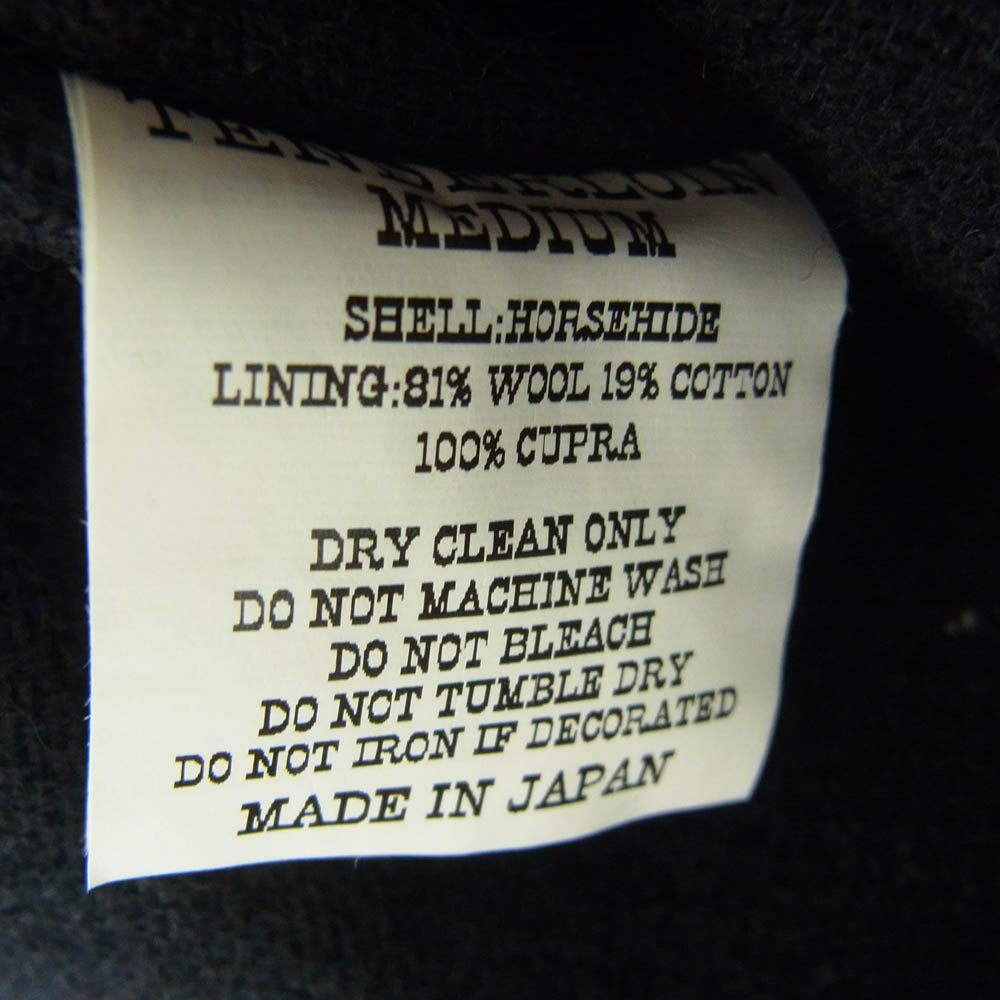 TENDERLOIN
MEDIUM
SHELL:HORSEHIDE
LINING:81% WOOL 19% COTTON
100% CUPRA
DRY CLEAN ONLY
DO NOT MACHINE WASH
DO NOT BLEACH
DO NOT TUMBLE DRY
DO NOT IRON IF DECORATED
MADE IN JAPAN